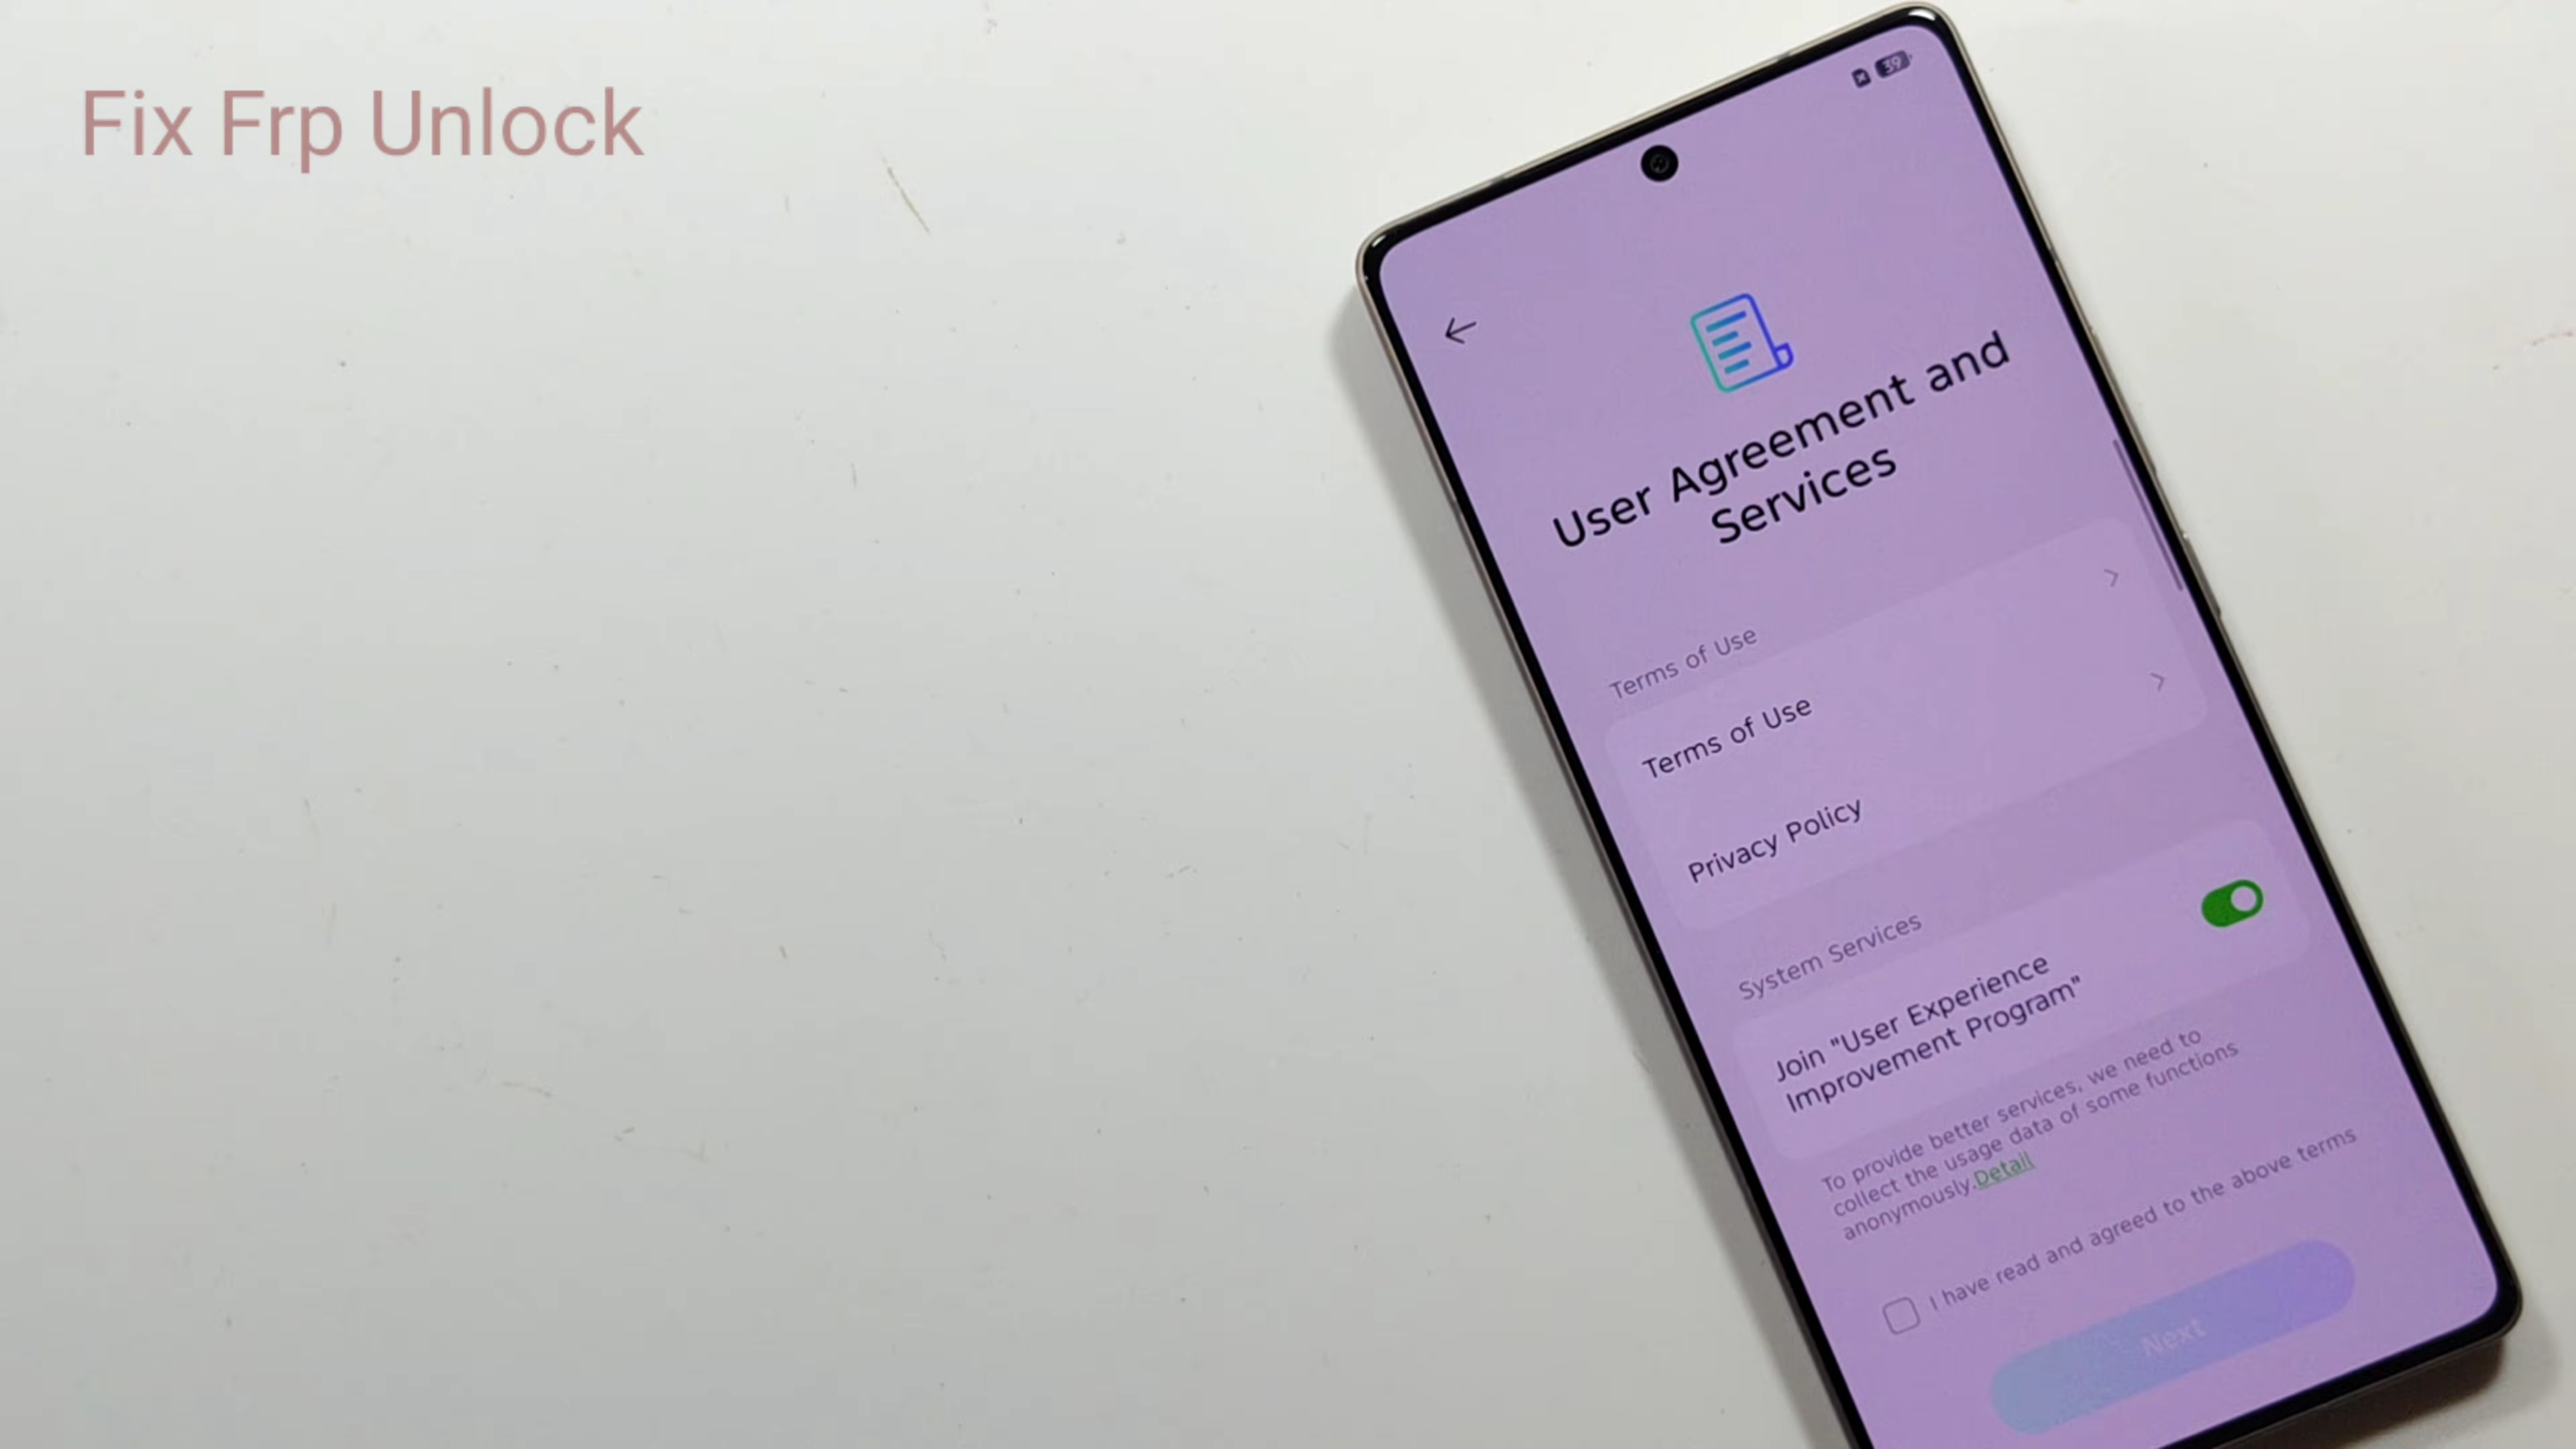 Fix Frp Unlock
39
User Agreement and
Services
Terms of Use
Terms of Use
Privacy Policy
System Services
Join "User Experience
Improvement Program"
To provide better services, we need to
collect the usage data of some functions
anonymously.Detail
I have read and agreed to the above terms
Next